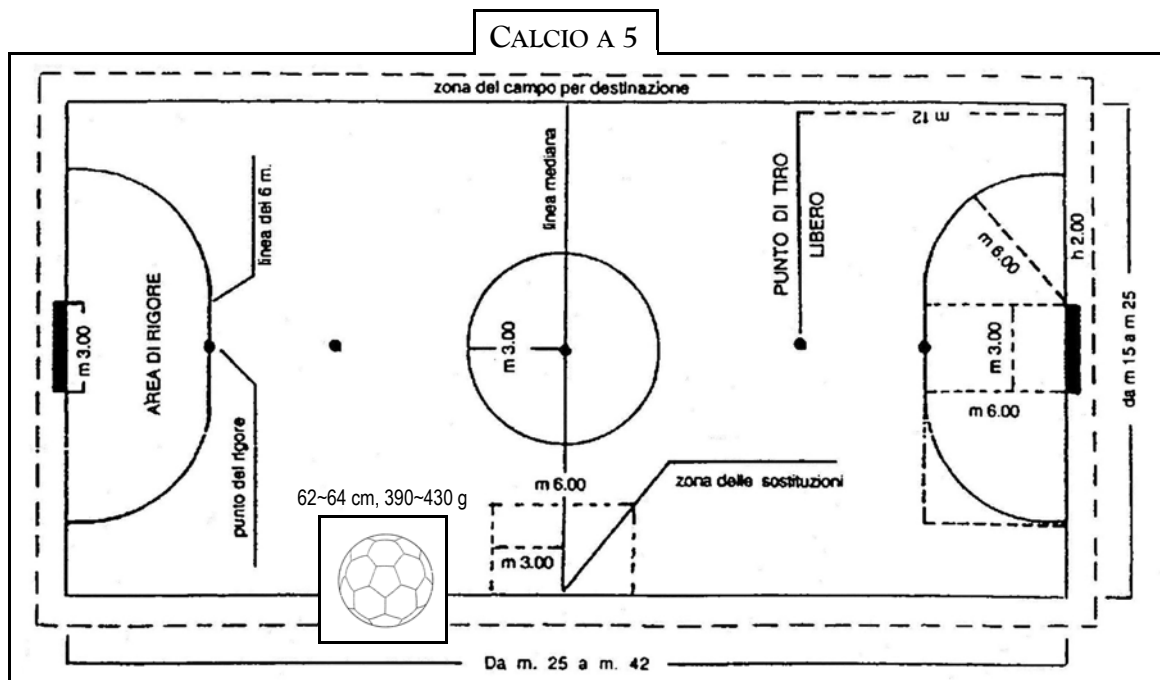 CALCIO A 5
zona del campo per destinazione
m 12
linea dei 6 m.
linea mediana
PUNTO DI TIRO
LIBERO
m 6.00
h 2.00
m 3.00
AREA DI RIGORE
m 3.00
m 3.00
m 6.00
da m 15 a m 25
punto del rigore
62~64 cm, 390~430 g
m 6.00
zona delle sostituzioni
m 3.00
Da m. 25 a m. 42